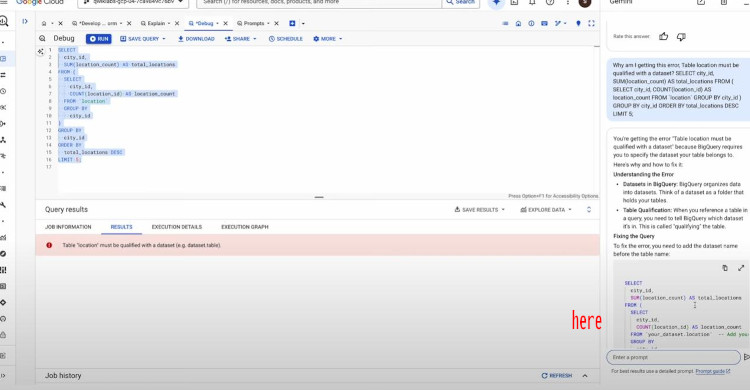 Google Cloud
Search (/) for resources, docs, products, and more
Search
Gemini
*Develop ...orm
Explain
*Debug
Prompts
Debug
RUN
SAVE QUERY
DOWNLOAD
SHARE
SCHEDULE
MORE
1 SELECT
2 city_id,
3 SUM(location_count) AS total_locations
4 FROM (
5 SELECT
6 city_id,
7 COUNT(location_id) AS location_count
8 FROM `location`
9 GROUP BY
10 city_id
11 )
12 GROUP BY
13 city_id
14 ORDER BY
15 total_locations DESC
16 LIMIT 5;
17
Press Option+F1 for Accessibility Options
Query results
SAVE RESULTS
EXPLORE DATA
JOB INFORMATION
RESULTS
EXECUTION DETAILS
EXECUTION GRAPH
Table "location" must be qualified with a dataset (e.g. dataset.table).
Job history
REFRESH
Rate this answer
Why am I getting this error, Table location must be
qualified with a dataset? SELECT city_id,
SUM(location_count) AS total_locations FROM (
SELECT city_id, COUNT(location_id) AS
location_count FROM `location` GROUP BY city_id )
GROUP BY city_id ORDER BY total_locations DESC
LIMIT 5;
You're getting the error "Table location must be
qualified with a dataset" because BigQuery requires
you to specify the dataset your table belongs to.
Here's why and how to fix it:
Understanding the Error
• Datasets in BigQuery: BigQuery organizes data
into datasets. Think of a dataset as a folder that
holds your tables.
• Table Qualification: When you reference a table in
a query, you need to tell BigQuery which dataset
it's in. This is called "qualifying" the table.
Fixing the Query
To fix the error, you need to add the dataset name
before the table name:
SELECT
city_id,
SUM(location_count) AS total_locations
FROM (
SELECT
city_id,
COUNT(location_id) AS location_count
FROM `your_dataset.location` -- Add you
GROUP BY
here
Enter a prompt
For best results use a detailed prompt. Prompt guide